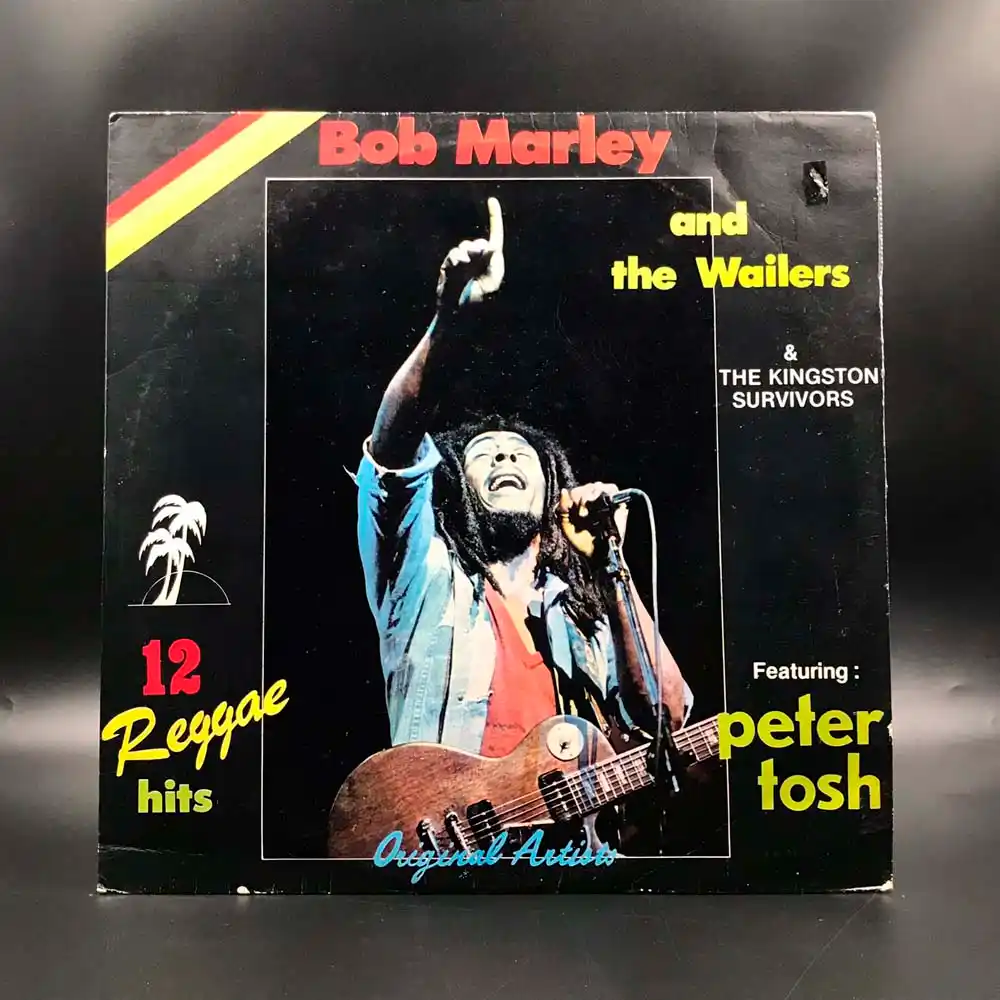 Bob Marley
and
the Wailers
&
THE KINGSTON
SURVIVORS
12
Reggae
hits
Featuring :
peter
tosh
Original Artists